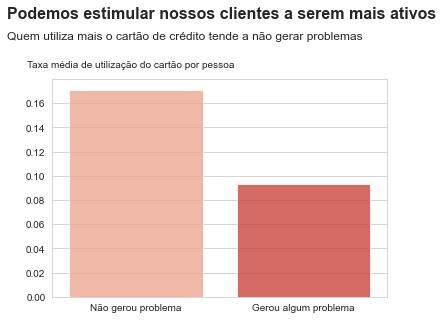 Podemos estimular nossos clientes a serem mais ativos
Quem utiliza mais o cartão de crédito tende a não gerar problemas
Taxa média de utilização do cartão por pessoa
0.16
0.14
0.12
0.10
0.08
0.06
0.04
0.02
0.00
Não gerou problema
Gerou algum problema